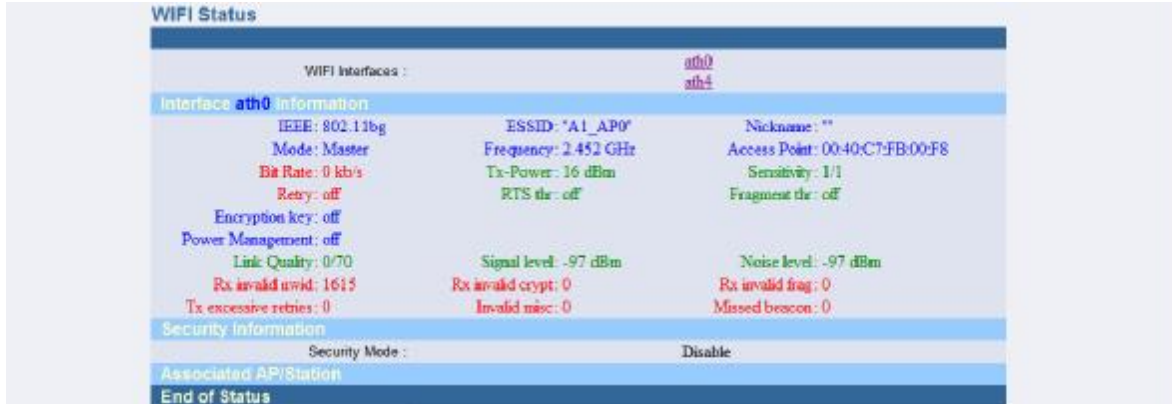 WIFI Status
WIFI Interfaces :
ath0
ath4
Interface ath0 Information
IEEE: 802.11bg ESSID: "A1_AP0" Nickname: ""
Mode: Master Frequency: 2.452 GHz Access Point: 00:40:C7:FB:00:F8
Bit Rate: 0 kb/s Tx-Power: 16 dBm Sensitivity: 1/1
Retry: off RTS thr: off Fragment thr: off
Encryption key: off
Power Management: off
Link Quality: 0/70 Signal level: -97 dBm Noise level: -97 dBm
Rx invalid nwid: 1615 Rx invalid crypt: 0 Rx invalid frag: 0
Tx excessive retries: 0 Invalid misc: 0 Missed beacon: 0
Security Information
Security Mode : Disable
Associated AP/Station
End of Status